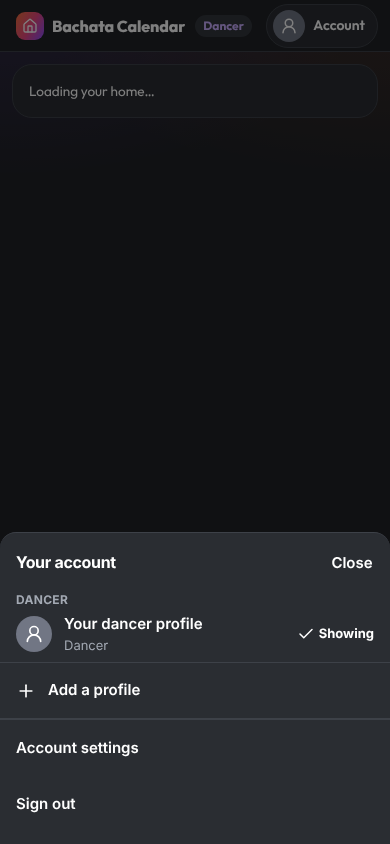 Bachata Calendar Dancer Account
Loading your home...
Your account Close
DANCER
Your dancer profile
Dancer
Showing
Add a profile
Account settings
Sign out